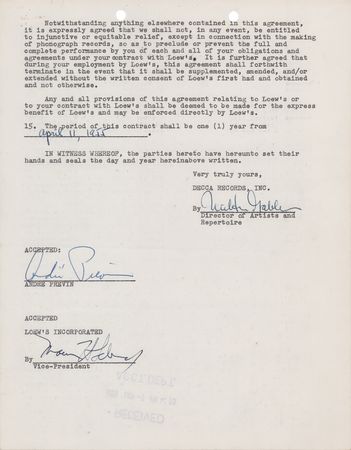 Notwithstanding anything elsewhere contained in this agreement,
it is expressly agreed that we shall not, in any event, be entitled
to injunctive or equitable relief, except in connection with the making
of phonograph records, so as to preclude or prevent the full and
complete performance by you of each and all of your obligations and
agreements under your contract with Loew's. It is further agreed that
during your employment by Loew's, this agreement shall forthwith
terminate in the event that it shall be supplemented, amended, and/or
extended without the written consent of Loew's first had and obtained
and not otherwise.
Any and all provisions of this agreement relating to Loew's or
to your contract with Loew's shall be deemed to be made for the express
benefit of Loew's and may be enforced directly by Loew's.
15. The period of this contract shall be one (1) year from
April 11, 1955.
IN WITNESS WHEREOF, the parties hereto have hereunto set their
hands and seals the day and year hereinabove written.
Very truly yours,
DECCA RECORDS, INC.
By
Director of Artists and
Repertoire
ACCEPTED:
André Previn
ANDRE PREVIN
ACCEPTED
LOEW'S INCORPORATED
By
Vice-President